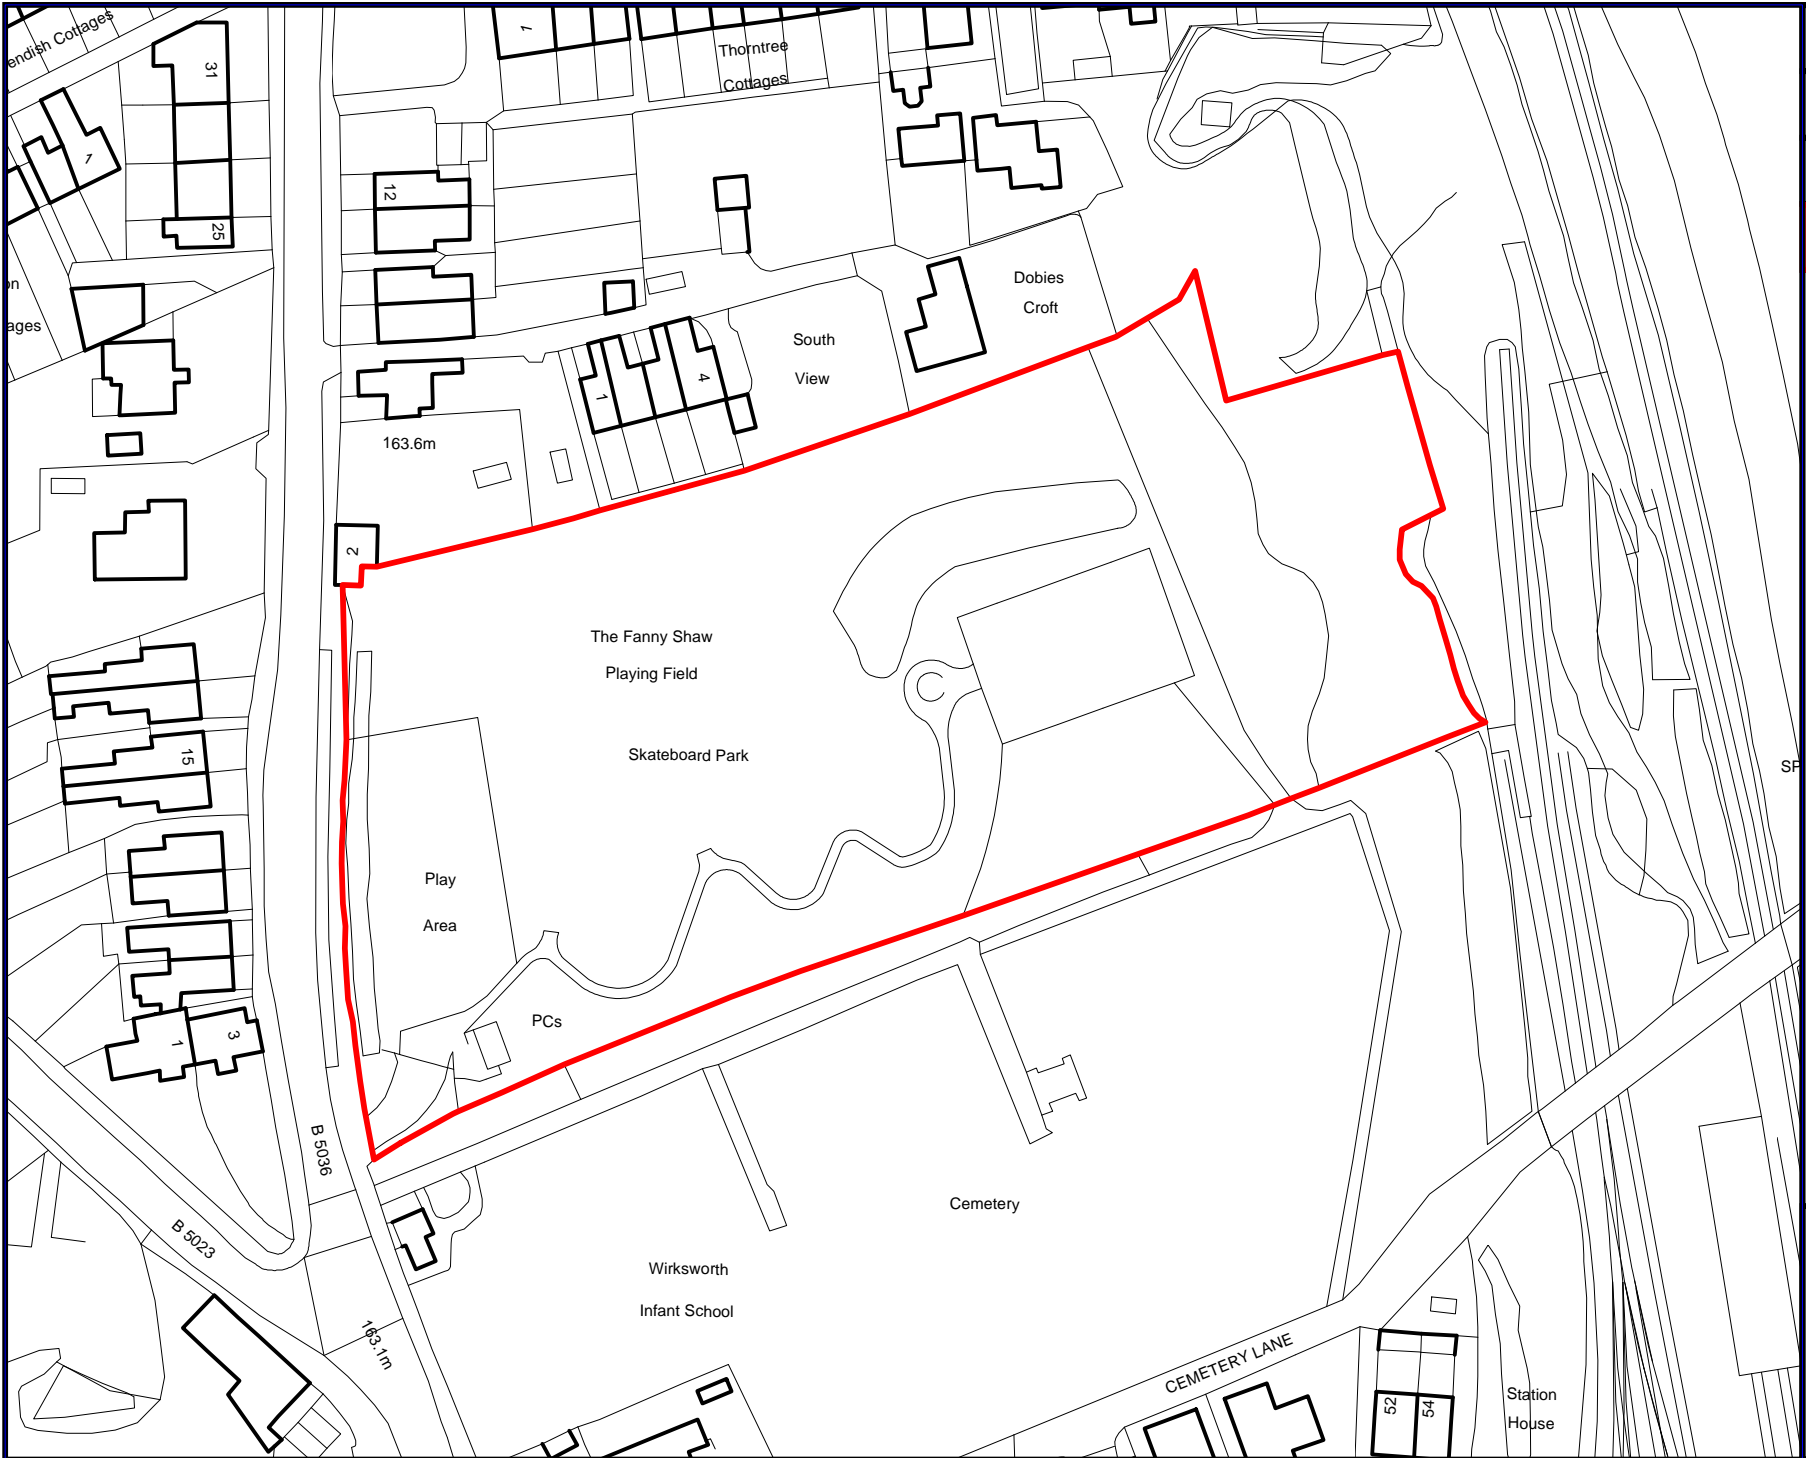 endish Cottages
31
1
Thorntree
Cottages
1
12
25
on
ages
Dobies
Croft
South
View
4
1
163.6m
2
The Fanny Shaw
Playing Field
Skateboard Park
15
SP
Play
Area
PCs
3
1
B 5036
Cemetery
B 5023
Wirksworth
Infant School
163.1m
CEMETERY LANE
52
54
Station
House